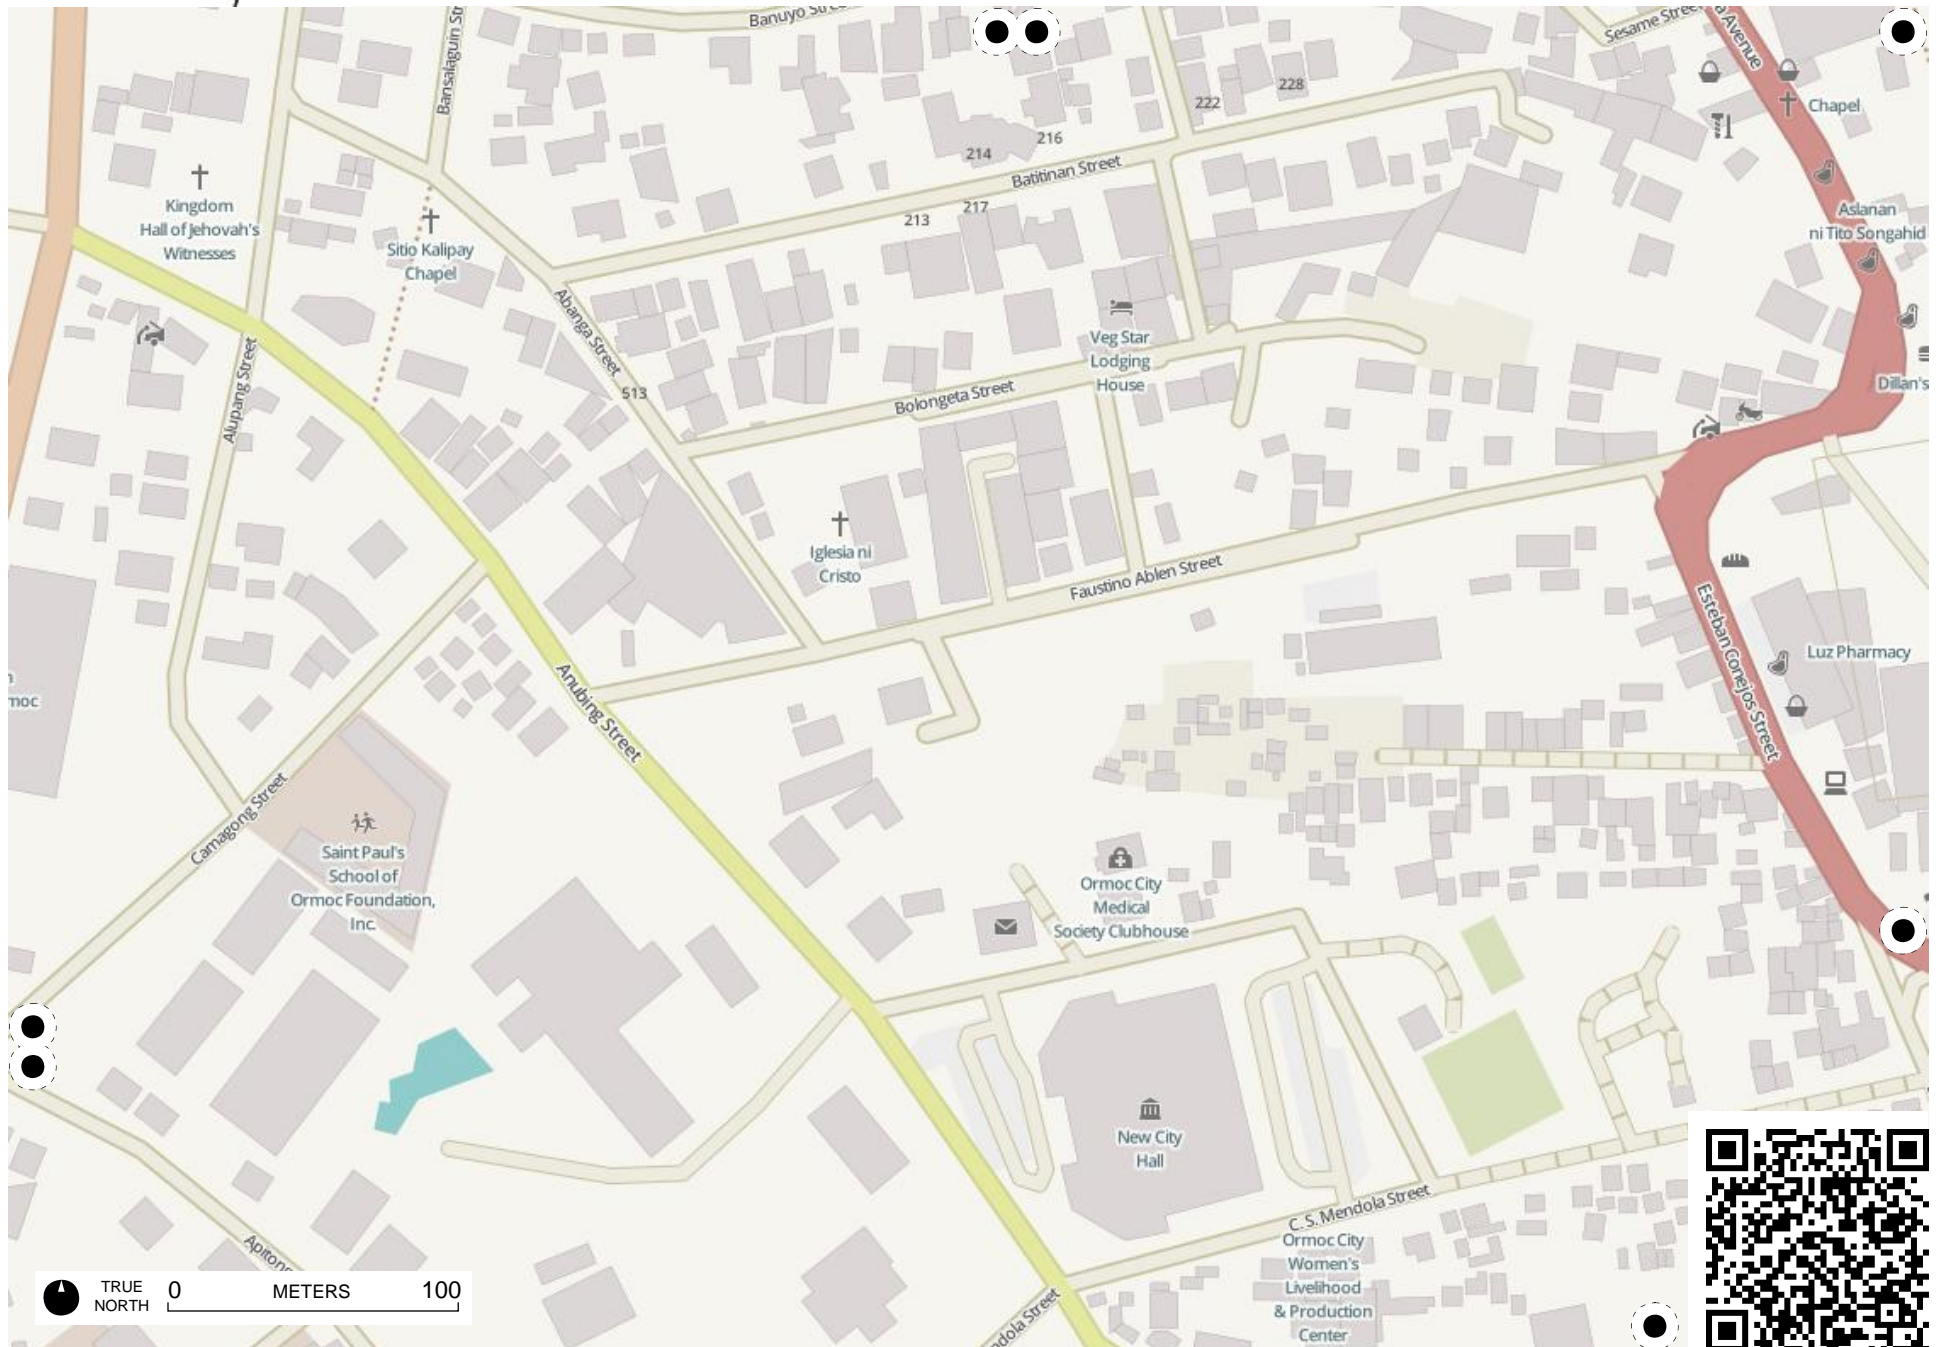 Banuyo Stre
Sesame Street
a Avenue
Bansalaguin Str
228
222
Chapel
216
214
Batitinan Street
Kingdom
Hall of Jehovah's
Witnesses
217
213
Aslanan
ni Tito Songahid
Sitio Kalipay
Chapel
Abanga Street
Veg Star
Lodging
House
Alupang Street
513
Bolongeta Street
Dillan's
Iglesia ni
Cristo
Faustino Ablen Street
Esteban Conejos Street
Luz Pharmacy
moc
Anubing Street
Camagong Street
Saint Paul's
School of
Ormoc Foundation,
Inc.
Ormoc City
Medical
Society Clubhouse
New City
Hall
C. S. Mendola Street
Apitong
Ormoc City
Women's
Livelihood
& Production
Center
ndola Street
TRUE
NORTH
0 METERS 100